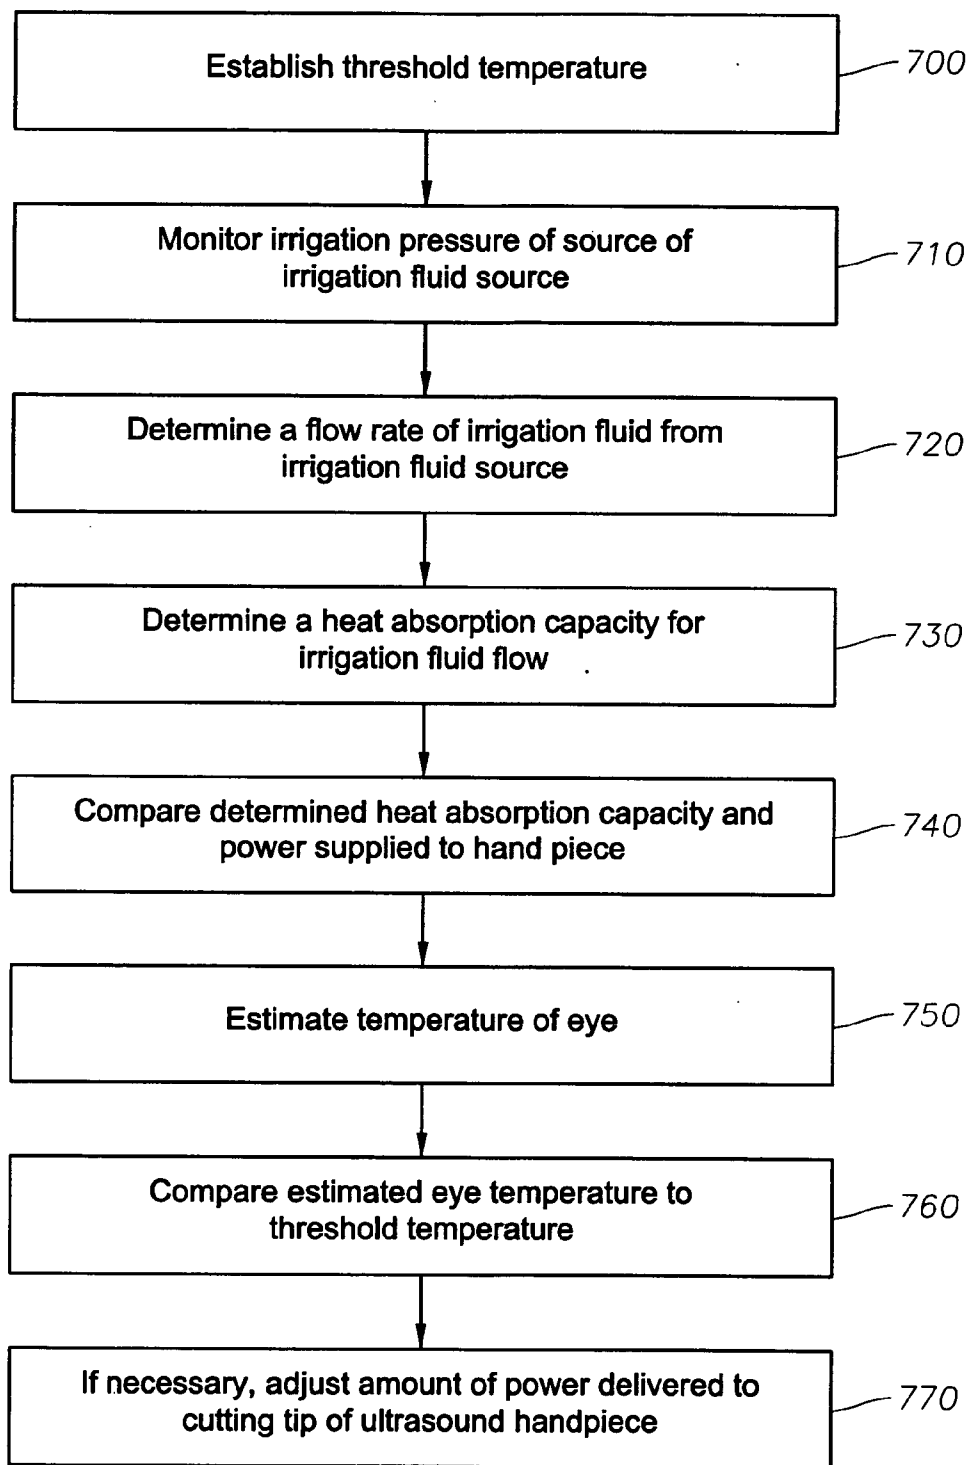 Establish threshold temperature
700
Monitor irrigation pressure of source of
irrigation fluid source
710
Determine a flow rate of irrigation fluid from
irrigation fluid source
720
Determine a heat absorption capacity for
irrigation fluid flow
730
Compare determined heat absorption capacity and
power supplied to hand piece
740
Estimate temperature of eye
750
Compare estimated eye temperature to
threshold temperature
760
If necessary, adjust amount of power delivered to
cutting tip of ultrasound handpiece
770